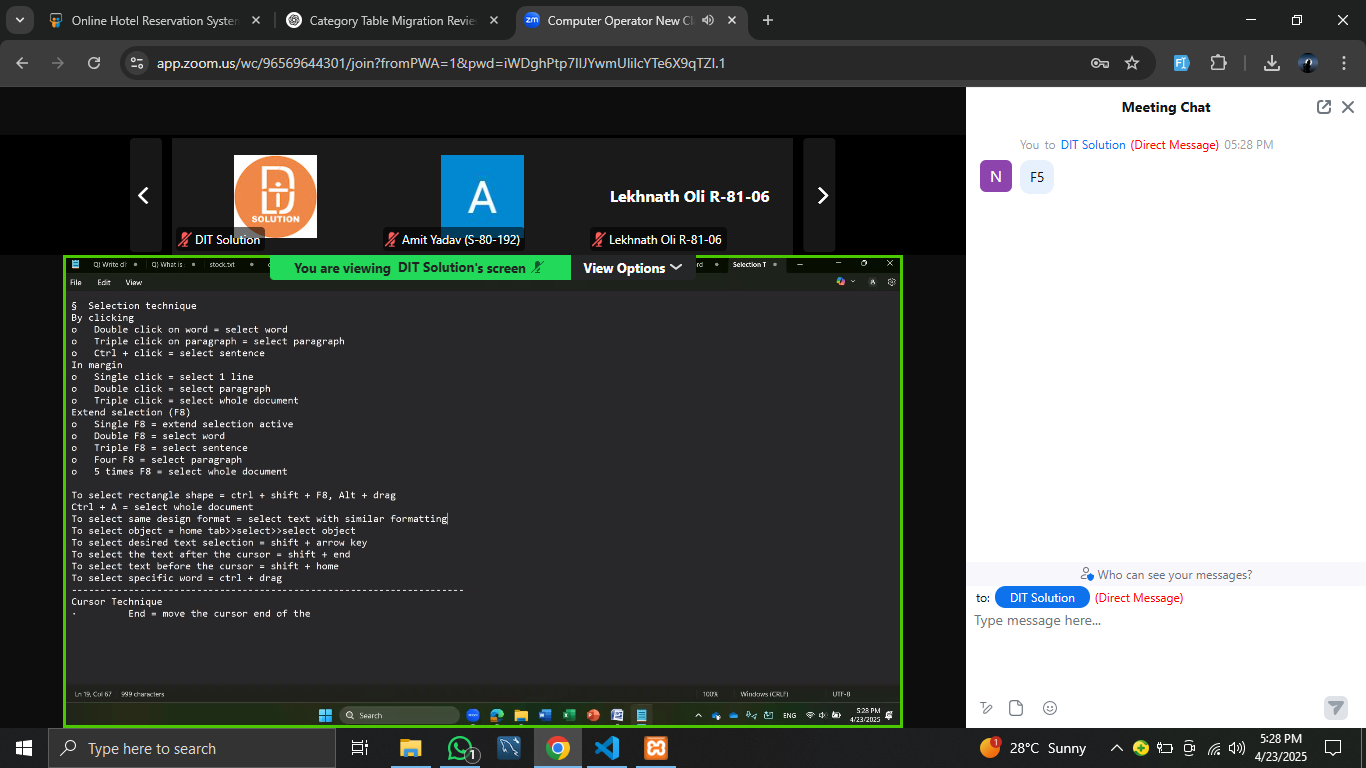 Online Hotel Reservation System
Category Table Migration Revie
Computer Operator New Cl
app.zoom.us/wc/96569644301/join?fromPWA=1&pwd=iWDghPtp7IIJYwmUlilcYTe6X9qTZl.1
SOLUTION
DIT Solution
A
Amit Yadav (S-80-192)
Lekhnath Oli R-81-06
Lekhnath Oli R-81-06
Q) Write d
Q) What is
stock.txt
You are viewing DIT Solution's screen
View Options
Selection T
File Edit View
§ Selection technique
By clicking
o Double click on word = select word
o Triple click on paragraph = select paragraph
o Ctrl + click = select sentence
In margin
o Single click = select 1 line
o Double click = select paragraph
o Triple click = select whole document
Extend selection (F8)
o Single F8 = extend selection active
o Double F8 = select word
o Triple F8 = select sentence
o Four F8 = select paragraph
o 5 times F8 = select whole document
To select rectangle shape = ctrl + shift + F8, Alt + drag
Ctrl + A = select whole document
To select same design format = select text with similar formatting
To select object = home tab>>select>>select object
To select desired text selection = shift + arrow key
To select the text after the cursor = shift + end
To select text before the cursor = shift + home
To select specific word = ctrl + drag
------------------------------------------------------------------
Cursor Technique
· End = move the cursor end of the
Ln 19, Col 67 999 characters
100% Windows (CRLF) UTF-8
Search
ENG
5:28 PM
4/23/2025
Meeting Chat
You to DIT Solution (Direct Message) 05:28 PM
N
F5
Who can see your messages?
to: DIT Solution (Direct Message)
Type message here...
Type here to search
1
1
28°C Sunny
5:28 PM
4/23/2025